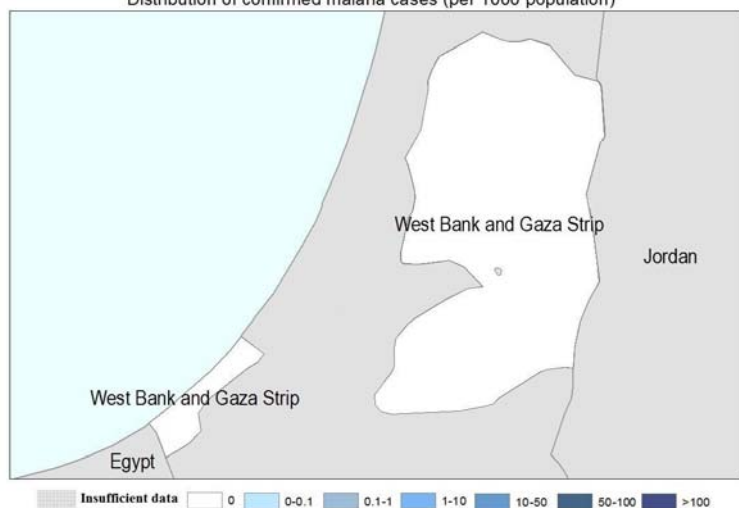 Distribution of confirmed malaria cases (per 1000 population)
West Bank and Gaza Strip
Jordan
West Bank and Gaza Strip
Egypt
Insufficient data 0 0-0.1 0.1-1 1-10 10-50 50-100 >100